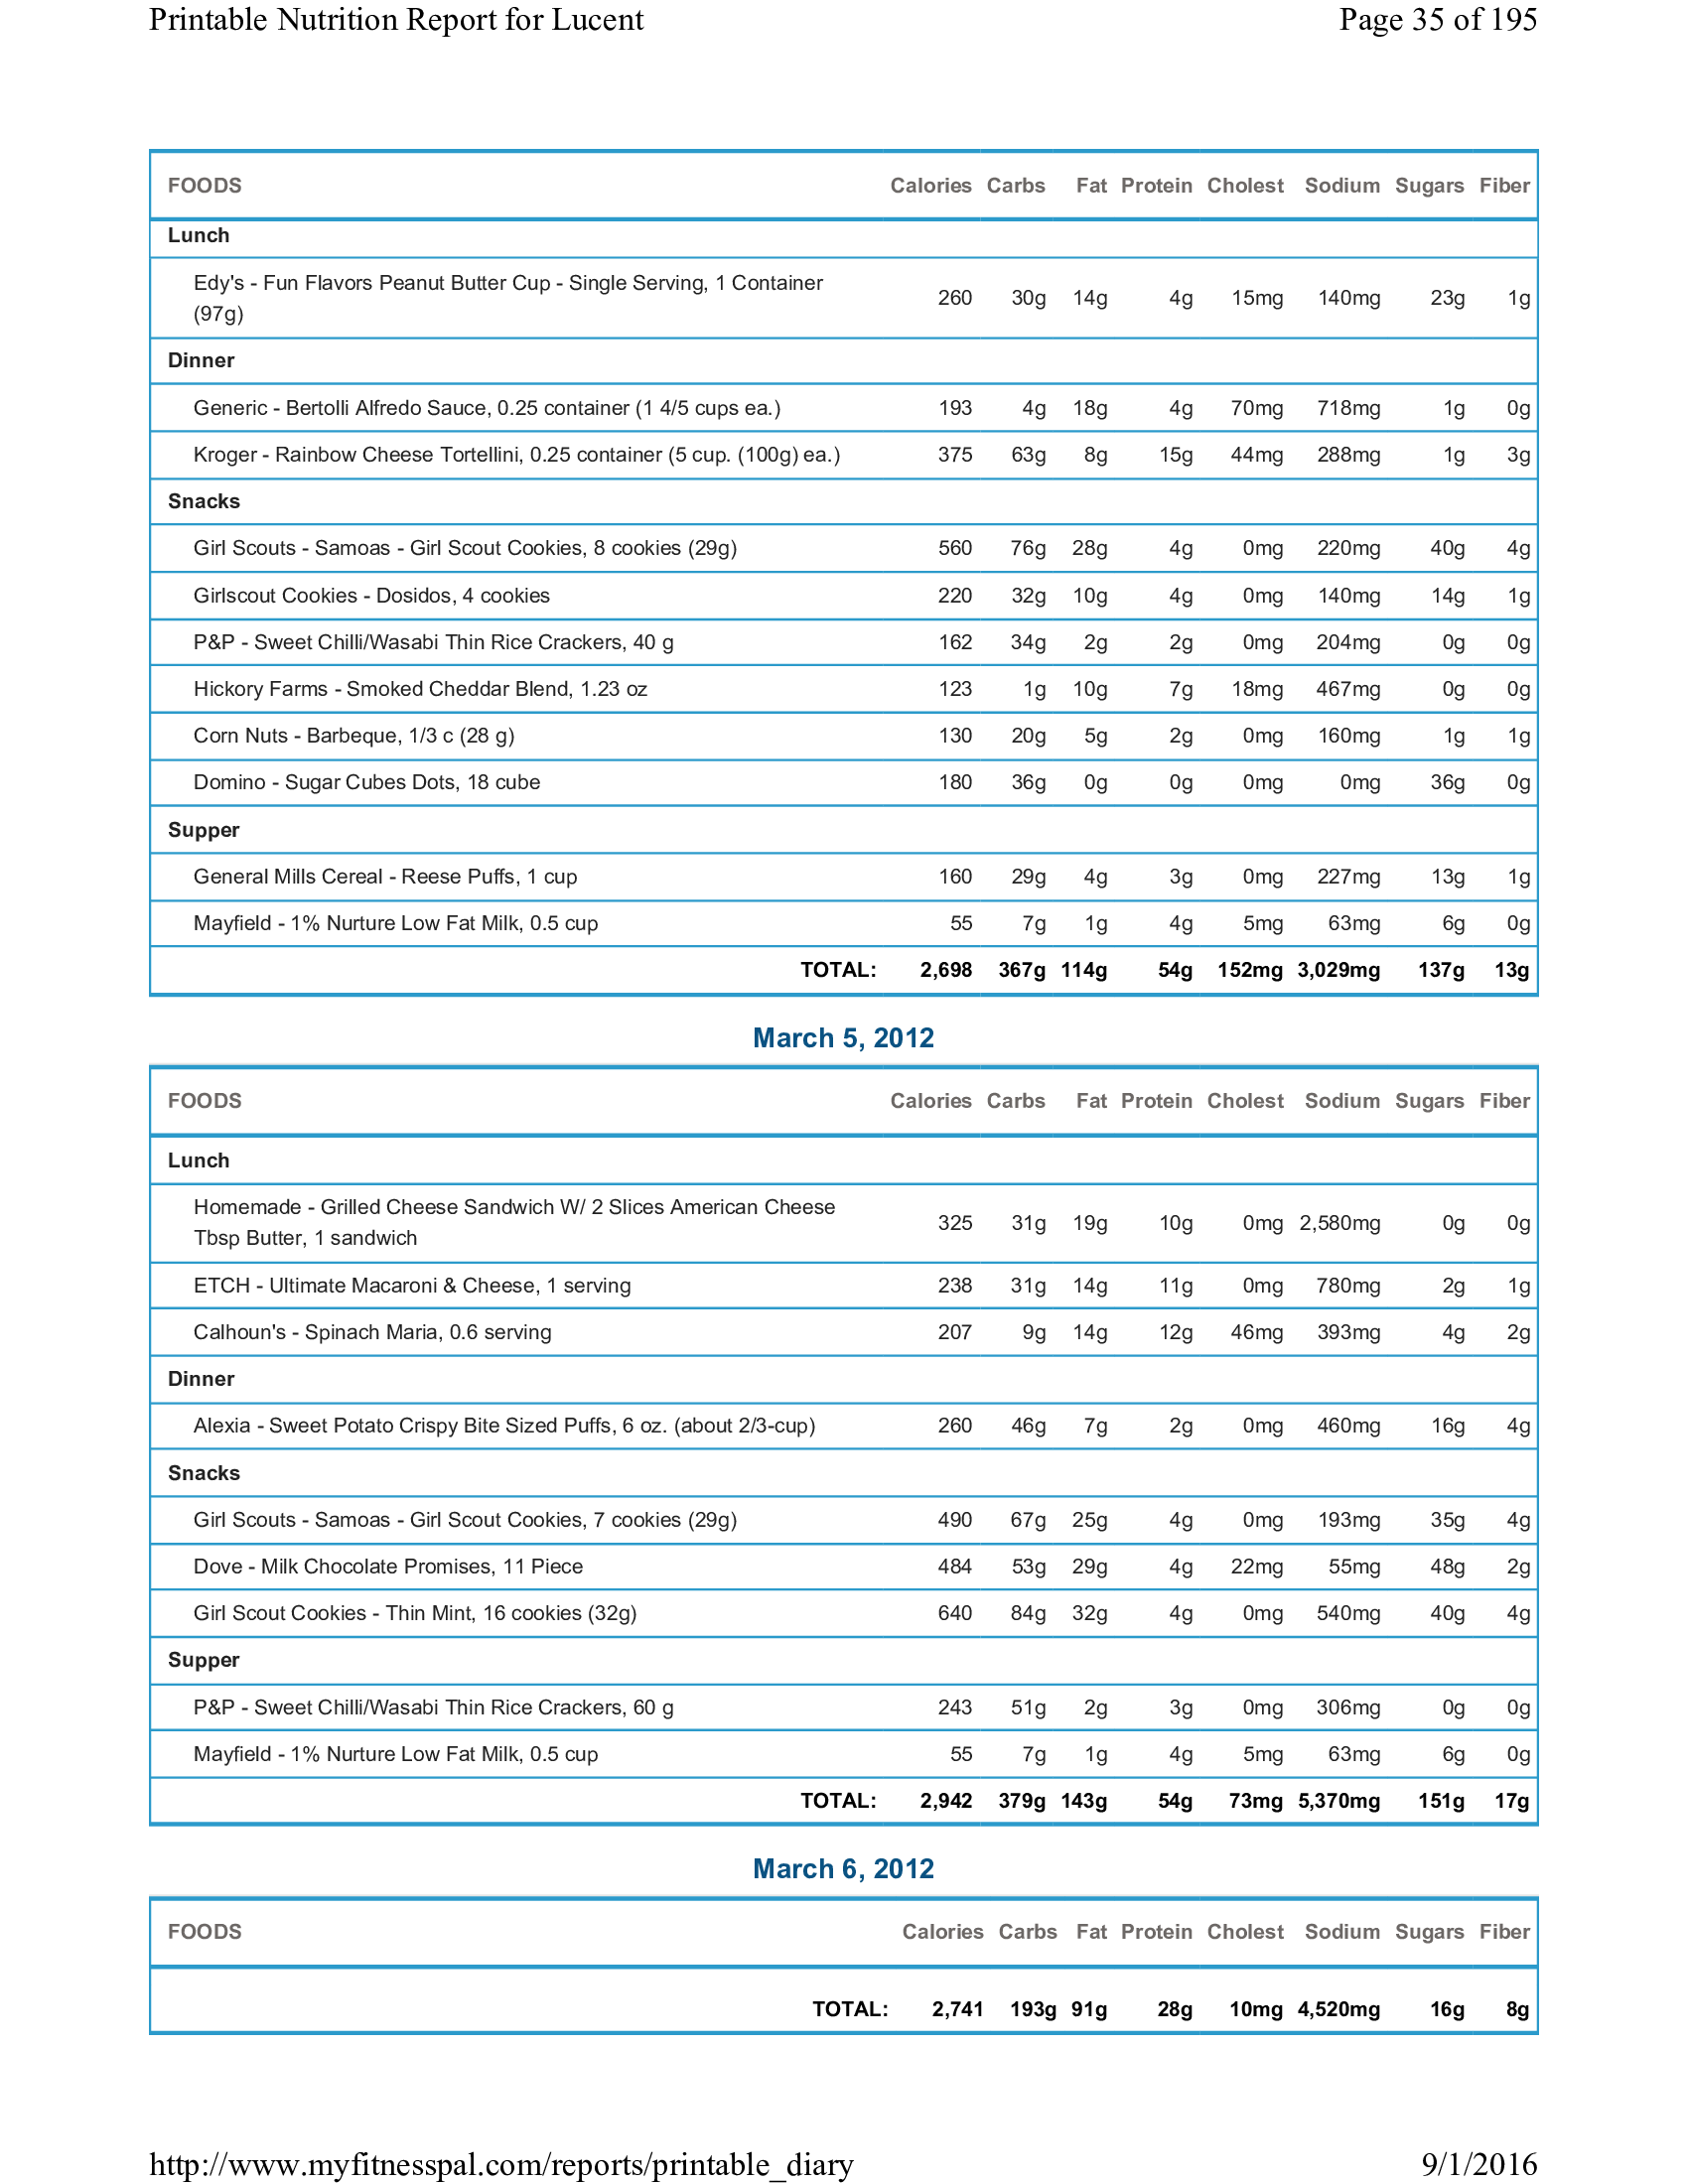 Printable Nutrition Report for Lucent Page 35 of 195
FOODS Calories Carbs Fat Protein Cholest Sodium Sugars Fiber
Lunch
Edy's - Fun Flavors Peanut Butter Cup - Single Serving, 1 Container
(97g) 260 30g 14g 4g 15mg 140mg 23g 1g
Dinner
Generic - Bertolli Alfredo Sauce, 0.25 container (1 4/5 cups ea.) 193 4g 18g 4g 70mg 718mg 1g 0g
Kroger - Rainbow Cheese Tortellini, 0.25 container (5 cup. (100g) ea.) 375 63g 8g 15g 44mg 288mg 1g 3g
Snacks
Girl Scouts - Samoas - Girl Scout Cookies, 8 cookies (29g) 560 76g 28g 4g 0mg 220mg 40g 4g
Girlscout Cookies - Dosidos, 4 cookies 220 32g 10g 4g 0mg 140mg 14g 1g
P&P - Sweet Chilli/Wasabi Thin Rice Crackers, 40 g 162 34g 2g 2g 0mg 204mg 0g 0g
Hickory Farms - Smoked Cheddar Blend, 1.23 oz 123 1g 10g 7g 18mg 467mg 0g 0g
Corn Nuts - Barbeque, 1/3 c (28 g) 130 20g 5g 2g 0mg 160mg 1g 1g
Domino - Sugar Cubes Dots, 18 cube 180 36g 0g 0g 0mg 0mg 36g 0g
Supper
General Mills Cereal - Reese Puffs, 1 cup 160 29g 4g 3g 0mg 227mg 13g 1g
Mayfield - 1% Nurture Low Fat Milk, 0.5 cup 55 7g 1g 4g 5mg 63mg 6g 0g
TOTAL: 2,698 367g 114g 54g 152mg 3,029mg 137g 13g
March 5, 2012
FOODS Calories Carbs Fat Protein Cholest Sodium Sugars Fiber
Lunch
Homemade - Grilled Cheese Sandwich W/ 2 Slices American Cheese
Tbsp Butter, 1 sandwich 325 31g 19g 10g 0mg 2,580mg 0g 0g
ETCH - Ultimate Macaroni & Cheese, 1 serving 238 31g 14g 11g 0mg 780mg 2g 1g
Calhoun's - Spinach Maria, 0.6 serving 207 9g 14g 12g 46mg 393mg 4g 2g
Dinner
Alexia - Sweet Potato Crispy Bite Sized Puffs, 6 oz. (about 2/3-cup) 260 46g 7g 2g 0mg 460mg 16g 4g
Snacks
Girl Scouts - Samoas - Girl Scout Cookies, 7 cookies (29g) 490 67g 25g 4g 0mg 193mg 35g 4g
Dove - Milk Chocolate Promises, 11 Piece 484 53g 29g 4g 22mg 55mg 48g 2g
Girl Scout Cookies - Thin Mint, 16 cookies (32g) 640 84g 32g 4g 0mg 540mg 40g 4g
Supper
P&P - Sweet Chilli/Wasabi Thin Rice Crackers, 60 g 243 51g 2g 3g 0mg 306mg 0g 0g
Mayfield - 1% Nurture Low Fat Milk, 0.5 cup 55 7g 1g 4g 5mg 63mg 6g 0g
TOTAL: 2,942 379g 143g 54g 73mg 5,370mg 151g 17g
March 6, 2012
FOODS Calories Carbs Fat Protein Cholest Sodium Sugars Fiber
TOTAL: 2,741 193g 91g 28g 10mg 4,520mg 16g 8g
http://www.myfitnesspal.com/reports/printable_diary 9/1/2016